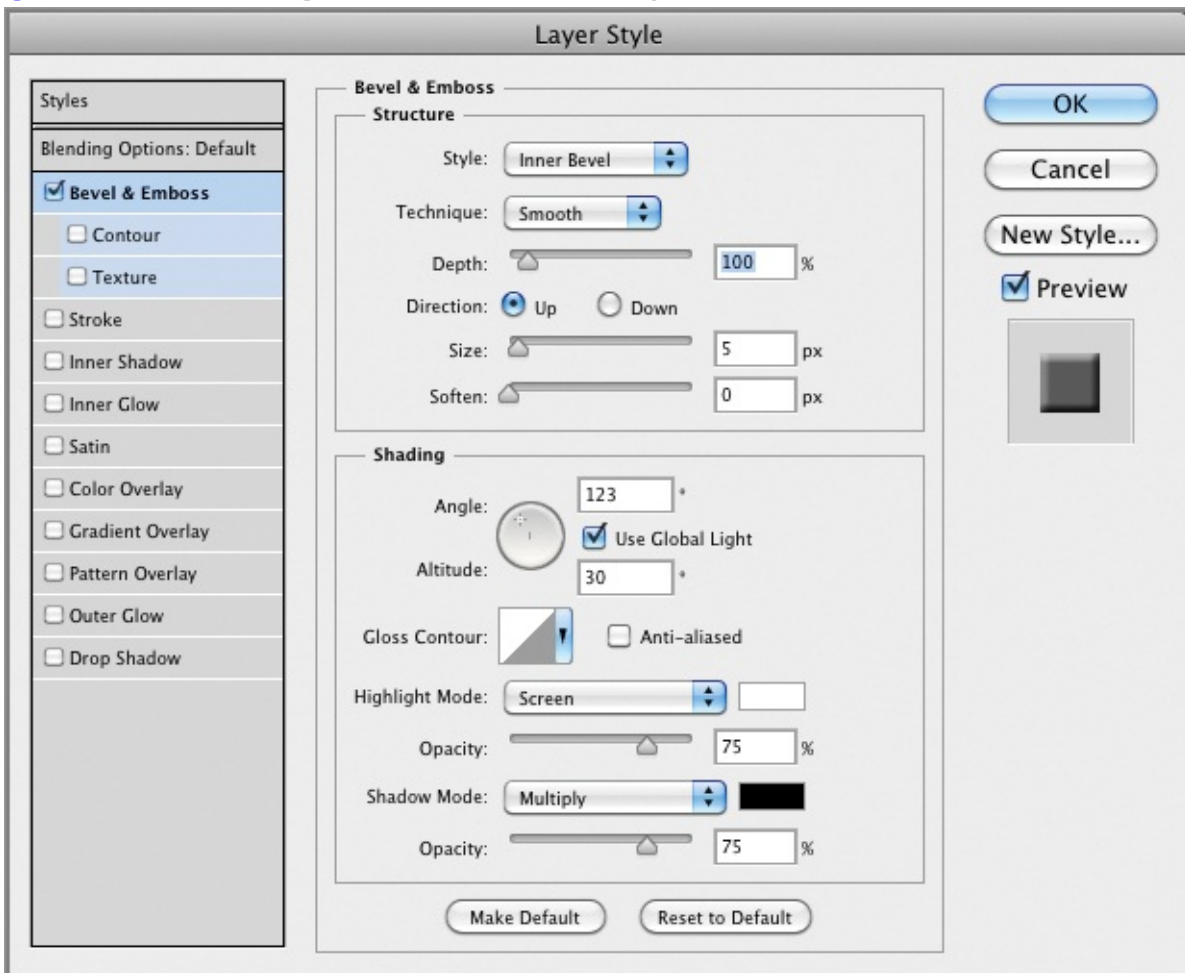 Layer Style
Styles
Blending Options: Default
Bevel & Emboss
Contour
Texture
Stroke
Inner Shadow
Inner Glow
Satin
Color Overlay
Gradient Overlay
Pattern Overlay
Outer Glow
Drop Shadow
Bevel & Emboss
Structure
Style: Inner Bevel
Technique: Smooth
Depth: 100 %
Direction: Up Down
Size: 5 px
Soften: 0 px
Shading
Angle: 123 °
Use Global Light
Altitude: 30 °
Gloss Contour: Anti-aliased
Highlight Mode: Screen
Opacity: 75 %
Shadow Mode: Multiply
Opacity: 75 %
Make Default Reset to Default
OK
Cancel
New Style...
Preview